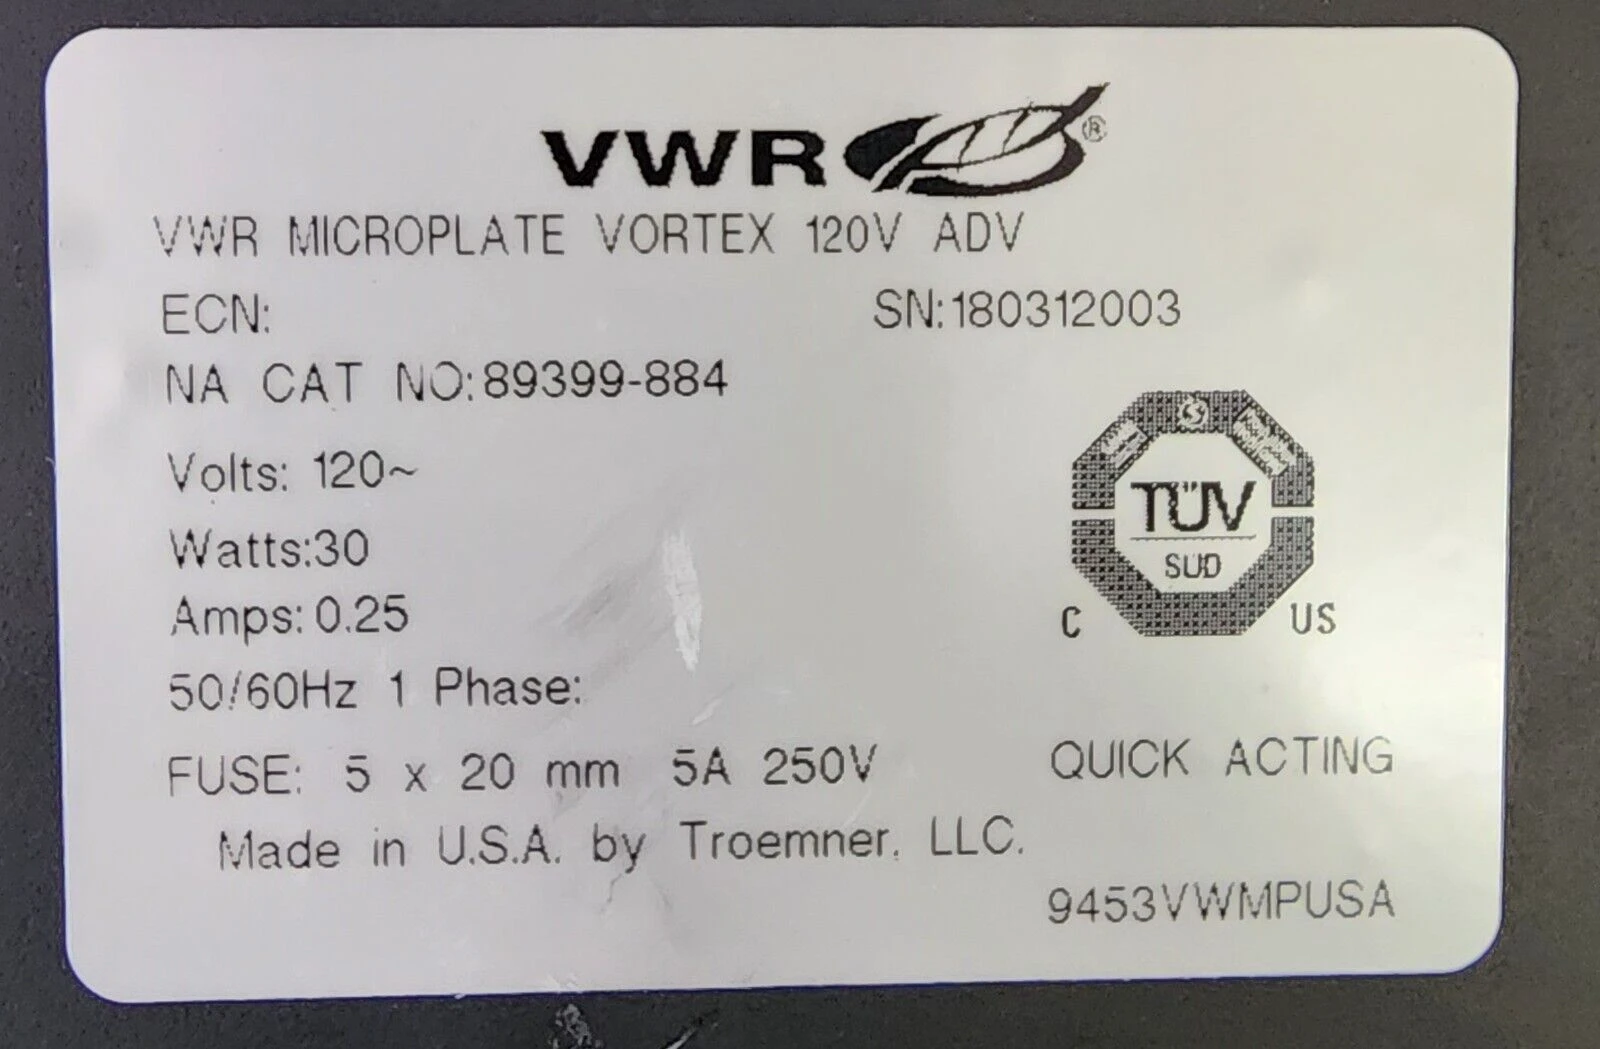 VWR®
VWR MICROPLATE VORTEX 120V ADV
ECN: SN:180312003
NA CAT NO:89399-884
Volts: 120~
Watts:30
Amps: 0.25
50/60Hz 1 Phase:
TÜV
SUD
C US
FUSE: 5 x 20 mm 5A 250V QUICK ACTING
Made in U.S.A. by Troemner, LLC.
9453VWMPUSA